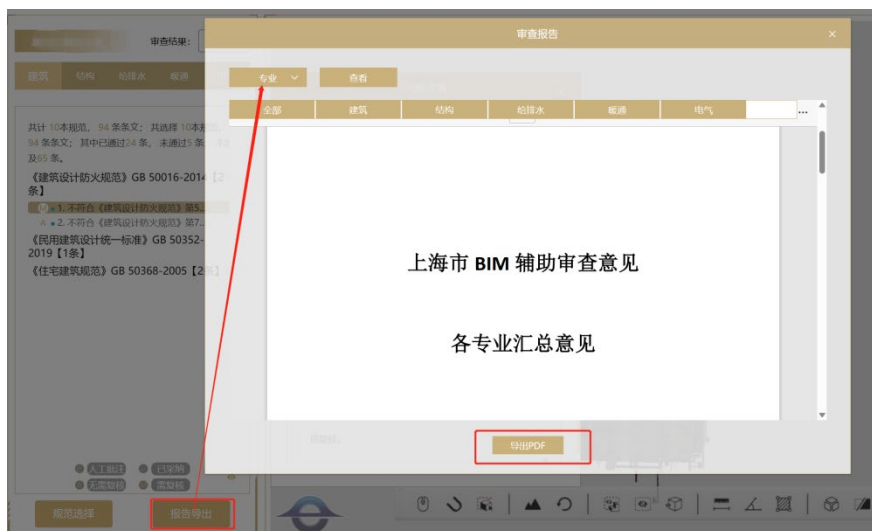 审查报告
×
审查结果:
建筑 结构 给排水 暖通
专业 查看
全部 建筑 结构 给排水 暖通 电气 ...
共计 10本规范, 94 条条文; 共选择 10本
94 条条文; 其中已通过24 条, 未通过5 条
及65 条。
《建筑设计防火规范》GB 50016-2014【2
条】
1. 不符合《建筑设计防火规范》第5...
A 2. 不符合《建筑设计防火规范》第7...
《民用建筑设计统一标准》GB 50352-
2019【1条】
《住宅建筑规范》GB 50368-2005【2
上海市 BIM 辅助审查意见
各专业汇总意见
导出PDF
人工批注 已采纳
无需复核 需复核
规范选择 报告导出